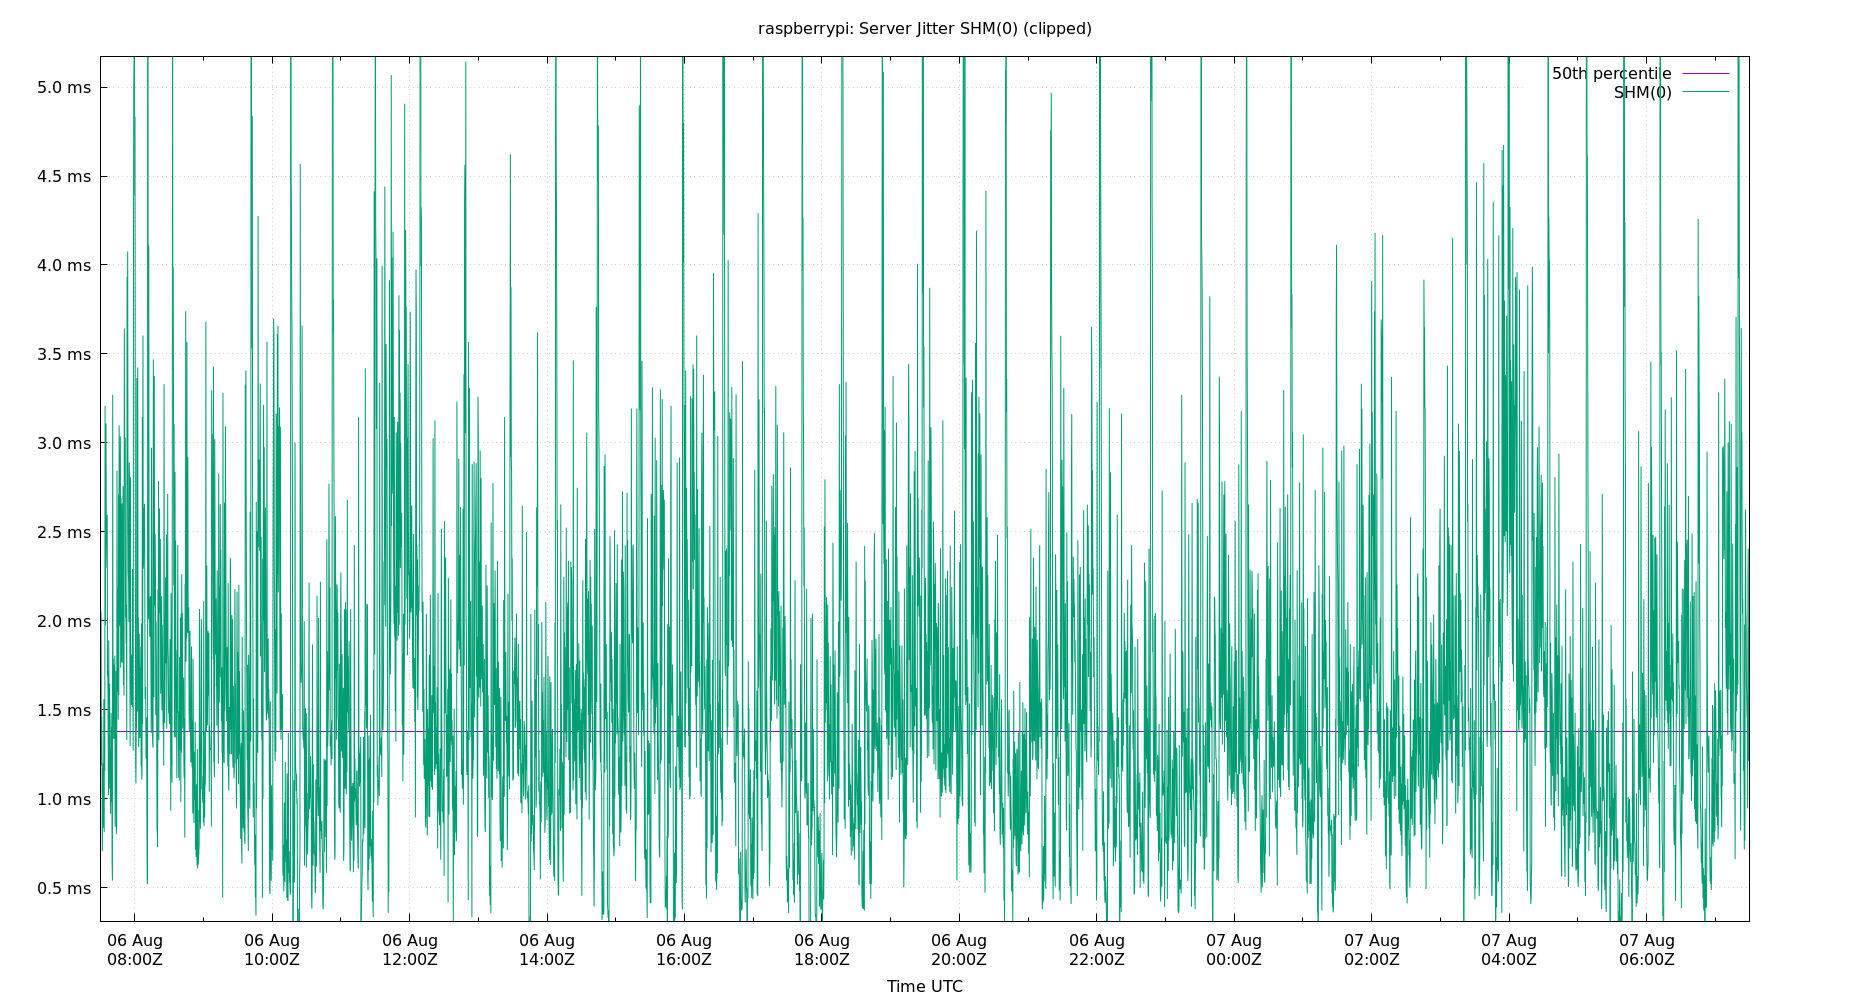 raspberrypi: Server Jitter SHM(0) (clipped)
50th percentile
SHM(0)
5.0 ms
4.5 ms
4.0 ms
3.5 ms
3.0 ms
2.5 ms
2.0 ms
1.5 ms
1.0 ms
0.5 ms
06 Aug 06 Aug 06 Aug 06 Aug 06 Aug 06 Aug 06 Aug 06 Aug 07 Aug 07 Aug 07 Aug 07 Aug
08:00Z 10:00Z 12:00Z 14:00Z 16:00Z 18:00Z 20:00Z 22:00Z 00:00Z 02:00Z 04:00Z 06:00Z
Time UTC